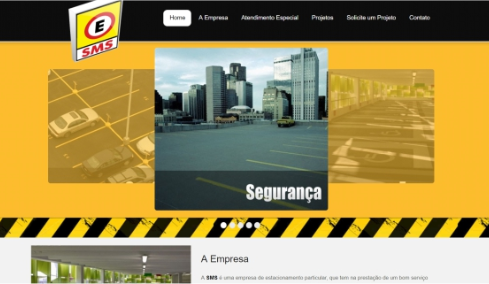 E
SMS
Home A Empresa Atendimento Especial Projetos Solicite um Projeto Contato
Segurança
A Empresa
A SMS é uma empresa de estacionamento particular, que tem na prestação de um bom serviço